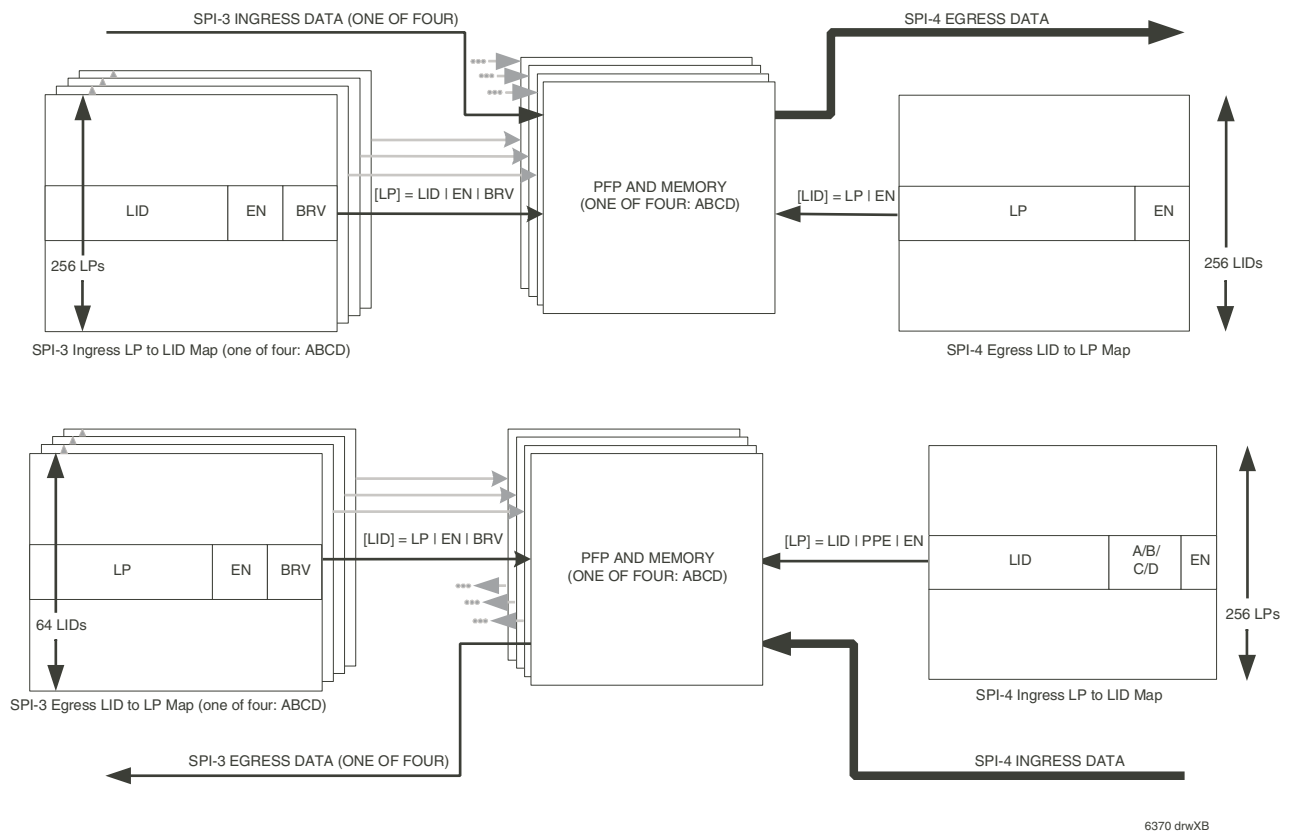 SPI-3 INGRESS DATA (ONE OF FOUR)
SPI-4 EGRESS DATA
[LP] = LID | EN | BRV
LID
EN
BRV
256 LPs
PFP AND MEMORY
(ONE OF FOUR: ABCD)
[LID] = LP | EN
LP
EN
256 LIDs
SPI-3 Ingress LP to LID Map (one of four: ABCD)
SPI-4 Egress LID to LP Map
[LID] = LP | EN | BRV
LP
EN
BRV
64 LIDs
PFP AND MEMORY
(ONE OF FOUR: ABCD)
[LP] = LID | PPE | EN
LID
A/B/
C/D
EN
256 LPs
SPI-3 Egress LID to LP Map (one of four: ABCD)
SPI-4 Ingress LP to LID Map
SPI-3 EGRESS DATA (ONE OF FOUR)
SPI-4 INGRESS DATA
6370 drwXB